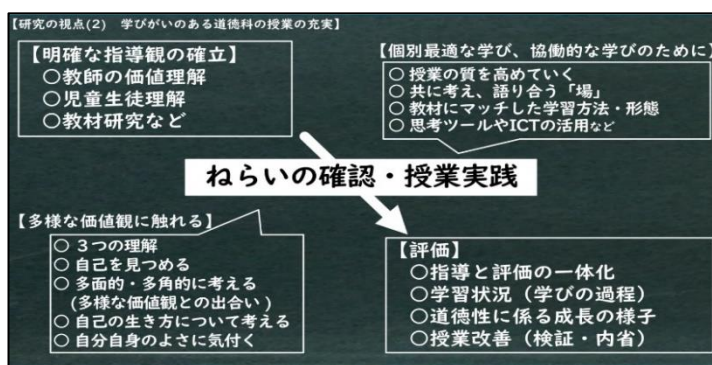 【研究の視点(2) 学びがいのある道徳科の授業の充実】
【明確な指導観の確立】
○教師の価値理解
○児童生徒理解
○教材研究など
【個別最適な学び、協働的な学びのために】
○ 授業の質を高めていく
○ 共に考え、語り合う「場」
○ 教材にマッチした学習方法・形態
○ 思考ツールやICTの活用など
ねらいの確認・授業実践
【多様な価値観に触れる】
○ 3つの理解
○ 自己を見つめる
○ 多面的・多角的に考える
(多様な価値観との出合い)
○ 自己の生き方について考える
○ 自分自身のよさに気付く
【評価】
○指導と評価の一体化
○学習状況（学びの過程）
○道徳性に係る成長の様子
○授業改善（検証・内省）